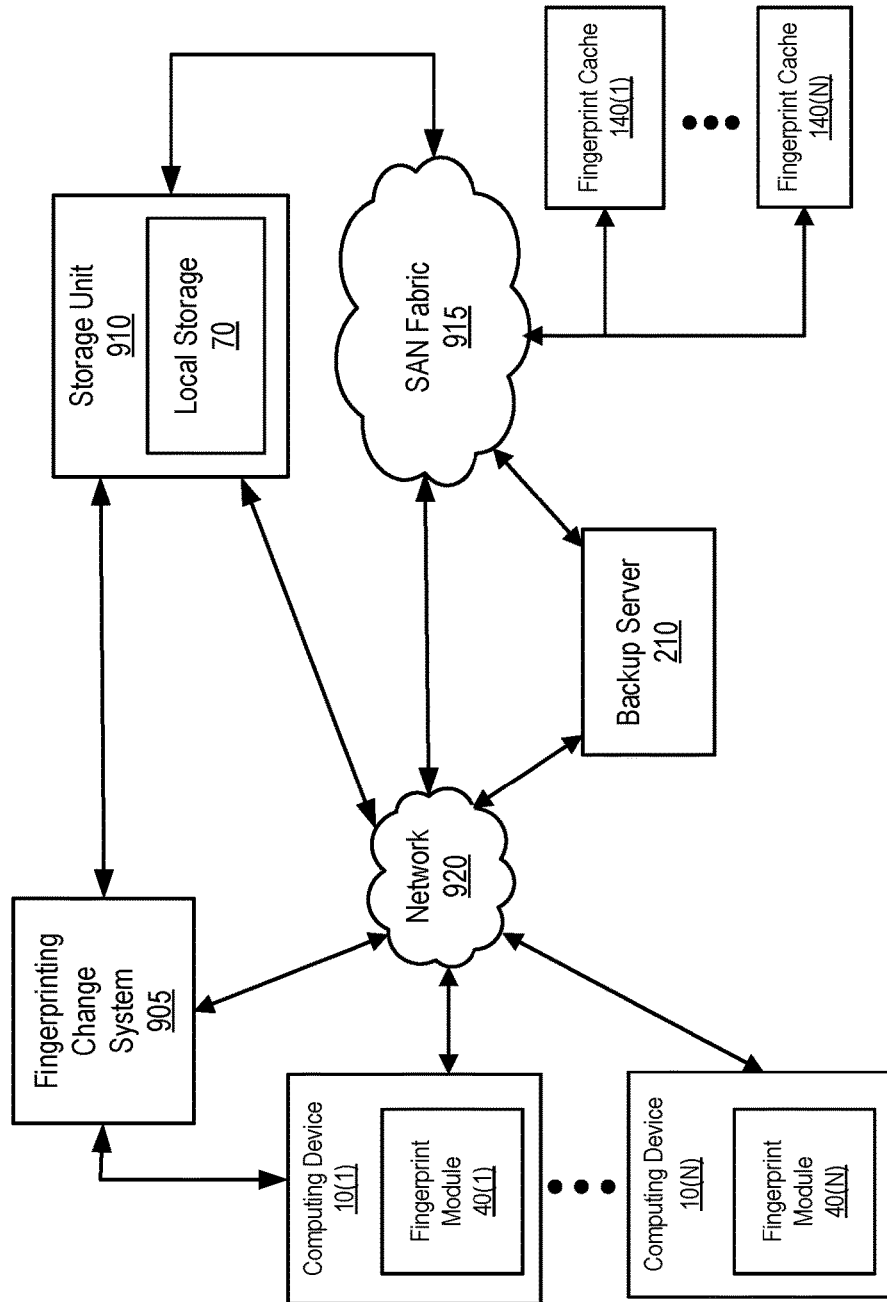 Fingerprinting
Change
System
905
Storage Unit
910
Local Storage
70
Computing Device
10(1)
Fingerprint
Module
40(1)
Network
920
SAN Fabric
915
Computing Device
10(N)
Fingerprint
Module
40(N)
Backup Server
210
Fingerprint Cache
140(1)
Fingerprint Cache
140(N)